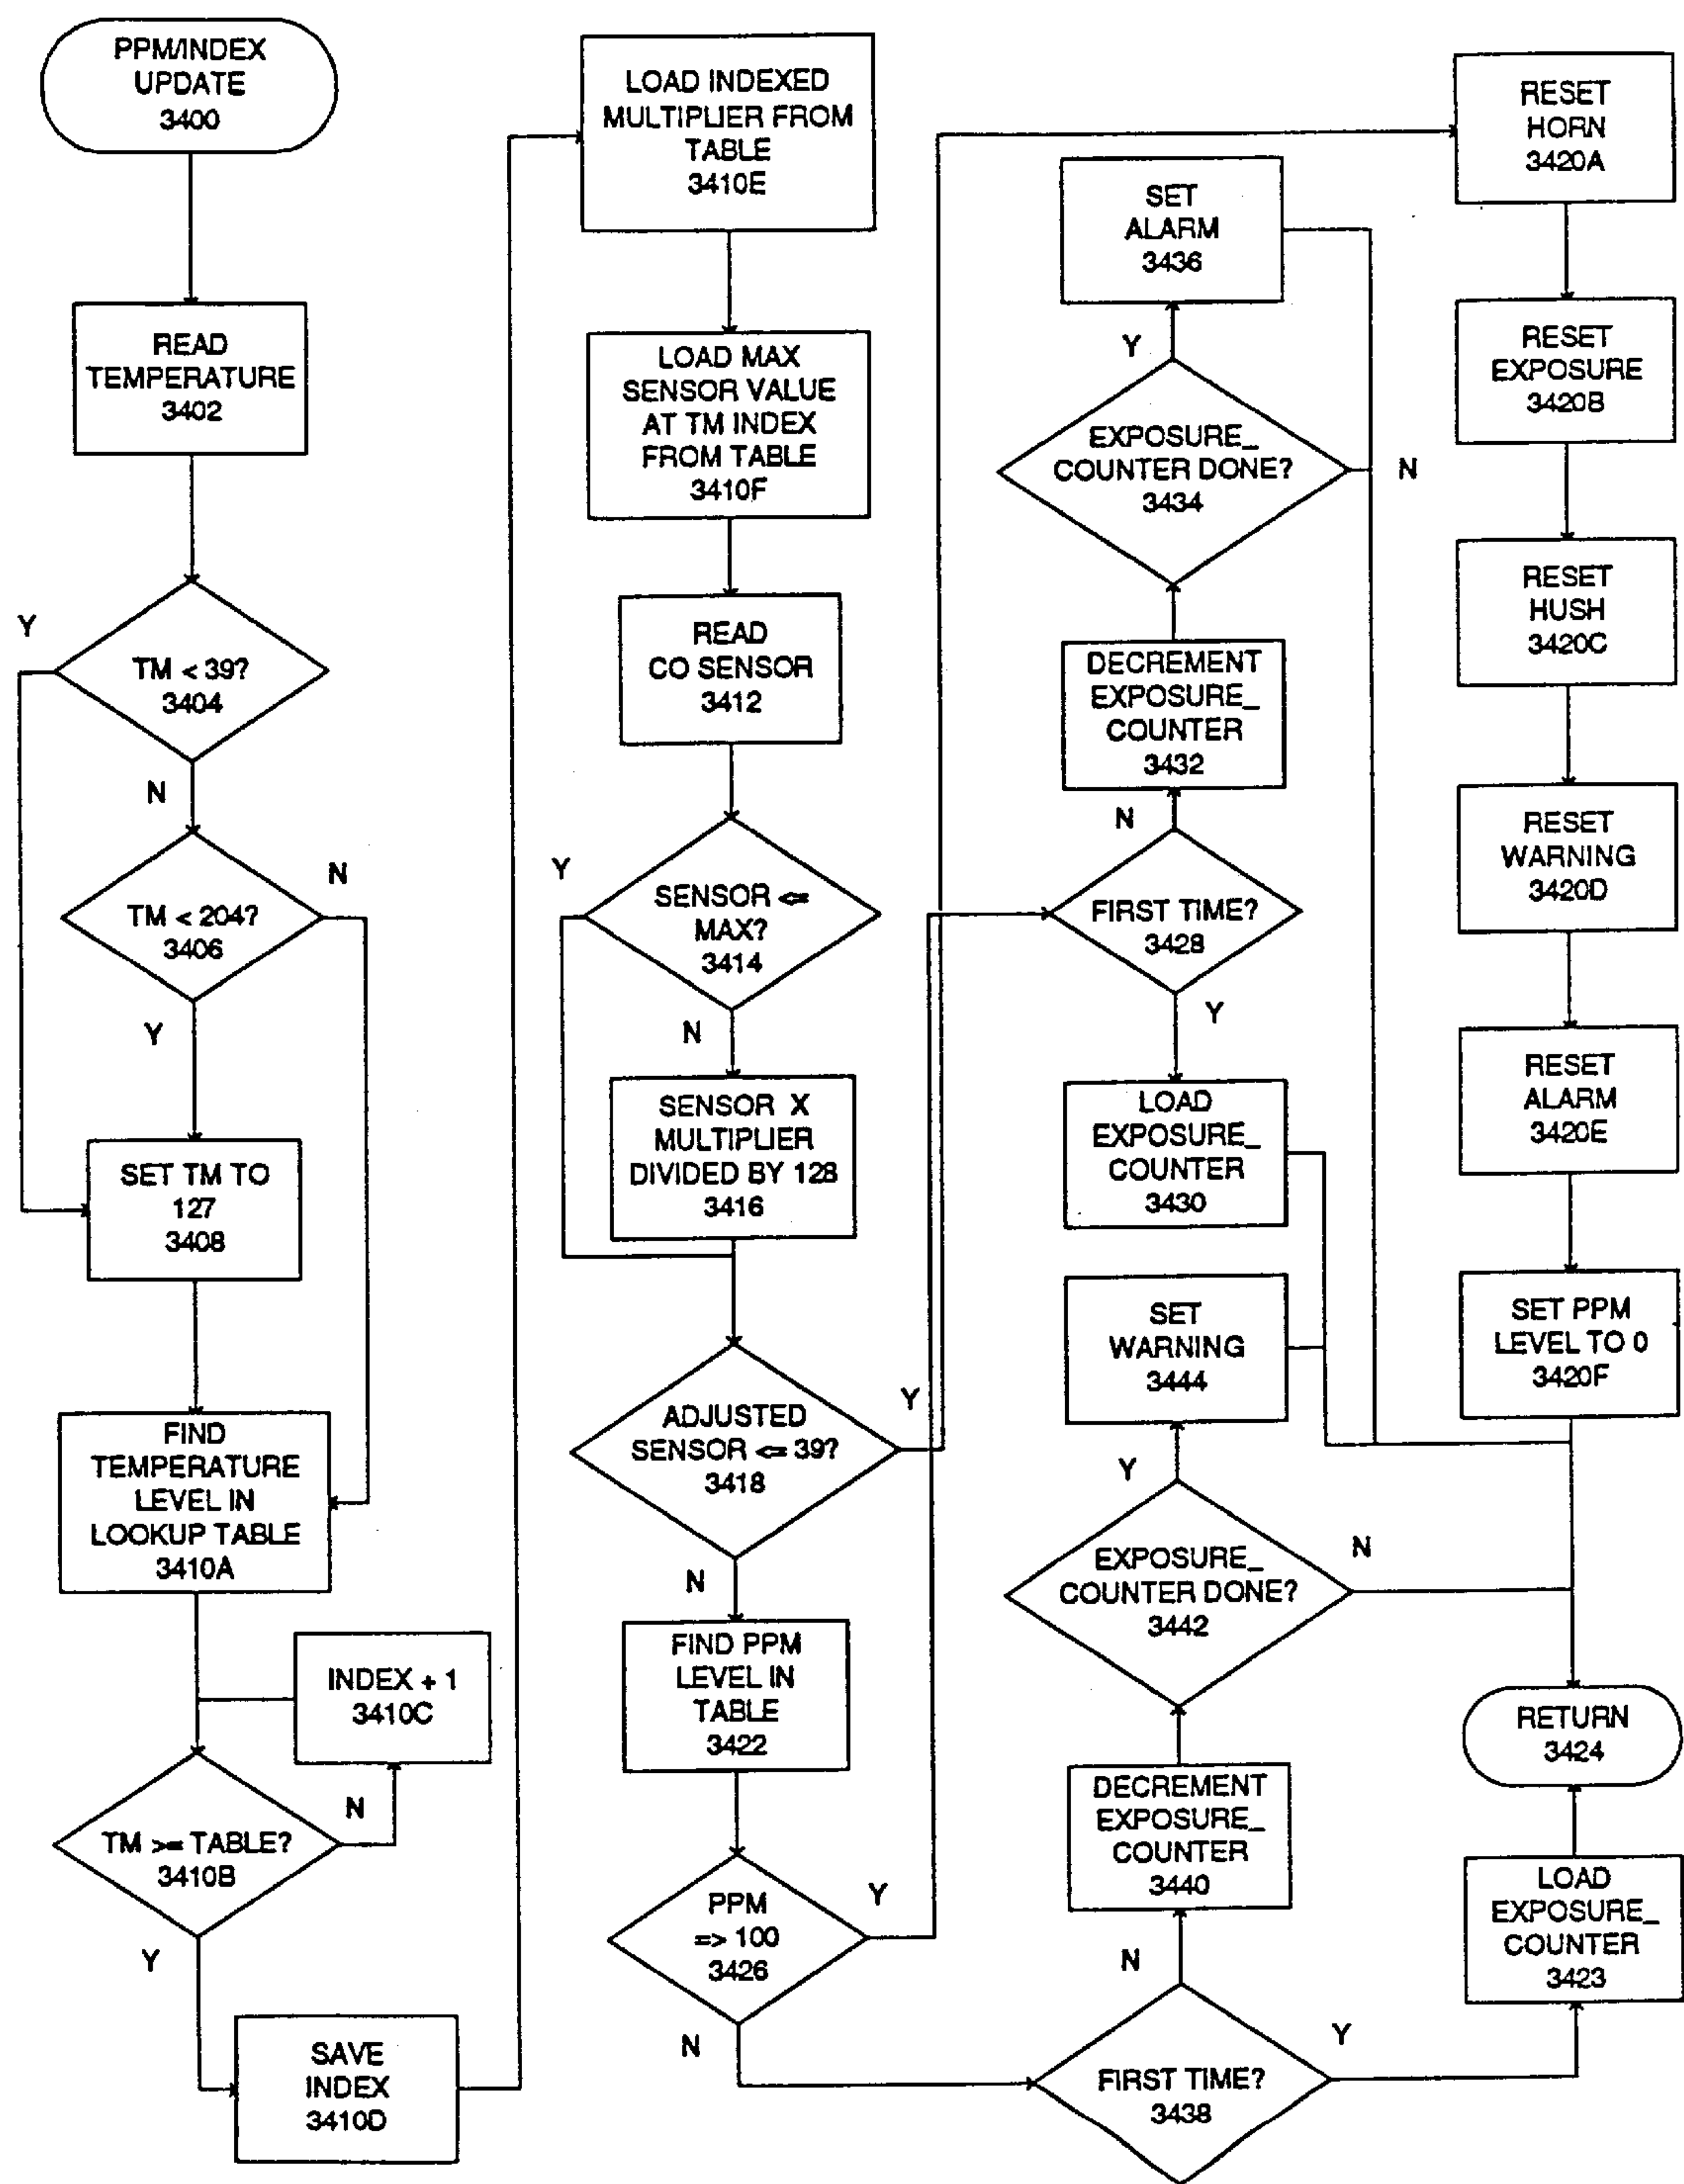 PPM/INDEX
UPDATE
3400
READ
TEMPERATURE
3402
Y
TM < 39?
3404
N
TM < 204?
3406
N
Y
SET TM TO
127
3408
FIND
TEMPERATURE
LEVEL IN
LOOKUP TABLE
3410A
INDEX + 1
3410C
TM >= TABLE?
3410B
N
Y
SAVE
INDEX
3410D
LOAD INDEXED
MULTIPLIER FROM
TABLE
3410E
LOAD MAX
SENSOR VALUE
AT TM INDEX
FROM TABLE
3410F
READ
CO SENSOR
3412
Y
SENSOR <=
MAX?
3414
N
SENSOR X
MULTIPLIER
DIVIDED BY 128
3416
ADJUSTED
SENSOR <= 39?
3418
Y
N
FIND PPM
LEVEL IN
TABLE
3422
PPM
=> 100
3426
Y
N
SET
ALARM
3436
Y
EXPOSURE_
COUNTER DONE?
3434
N
DECREMENT
EXPOSURE_
COUNTER
3432
N
FIRST TIME?
3428
Y
LOAD
EXPOSURE_
COUNTER
3430
SET
WARNING
3444
Y
EXPOSURE_
COUNTER DONE?
3442
N
DECREMENT
EXPOSURE_
COUNTER
3440
N
FIRST TIME?
3438
Y
RESET
HORN
3420A
RESET
EXPOSURE
3420B
RESET
HUSH
3420C
RESET
WARNING
3420D
RESET
ALARM
3420E
SET PPM
LEVEL TO 0
3420F
RETURN
3424
LOAD
EXPOSURE_
COUNTER
3423